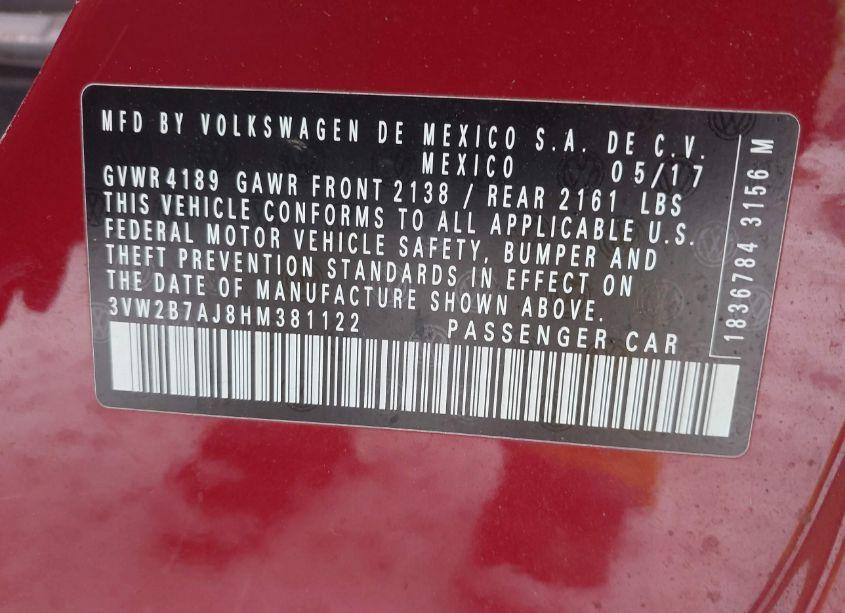 MFD BY VOLKSWAGEN DE MEXICO S.A. DE C.V.
MEXICO 05/17
GVWR 4189 GAWR FRONT 2138 / REAR 2161 LBS
THIS VEHICLE CONFORMS TO ALL APPLICABLE U.S.
FEDERAL MOTOR VEHICLE SAFETY, BUMPER AND
THEFT PREVENTION STANDARDS IN EFFECT ON
THE DATE OF MANUFACTURE SHOWN ABOVE.
3VW2B7AJ8HM381122 PASSENGER CAR
1836784 3156 M